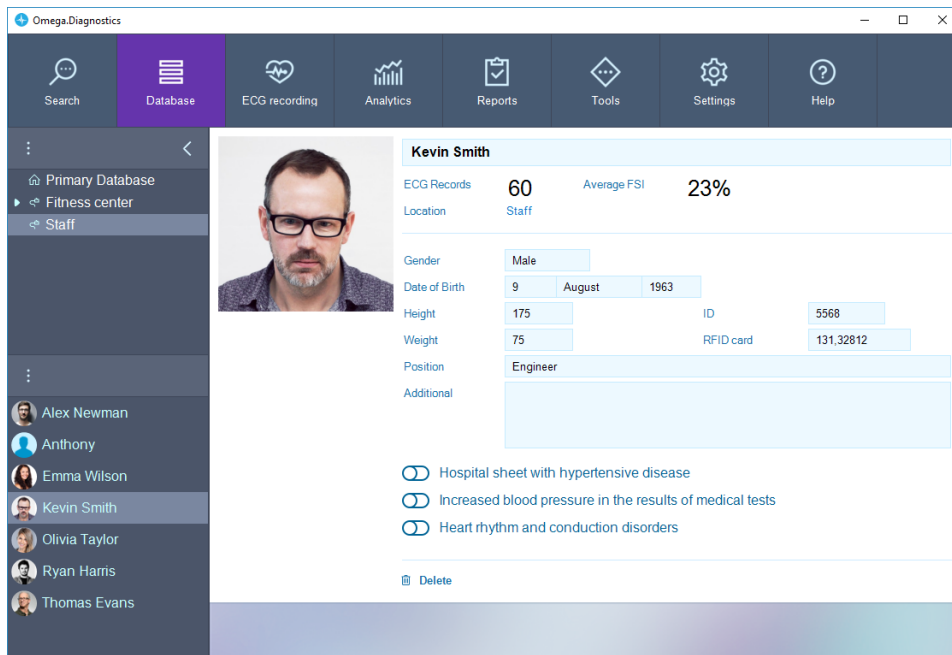 Omega.Diagnostics
Search Database ECG recording Analytics Reports Tools Settings Help
Primary Database
Fitness center
Staff
Alex Newman
Anthony
Emma Wilson
Kevin Smith
Olivia Taylor
Ryan Harris
Thomas Evans
Kevin Smith
ECG Records 60 Average FSI 23%
Location Staff
Gender Male
Date of Birth 9 August 1963
Height 175 ID 5568
Weight 75 RFID card 131,32812
Position Engineer
Additional
Hospital sheet with hypertensive disease
Increased blood pressure in the results of medical tests
Heart rhythm and conduction disorders
Delete